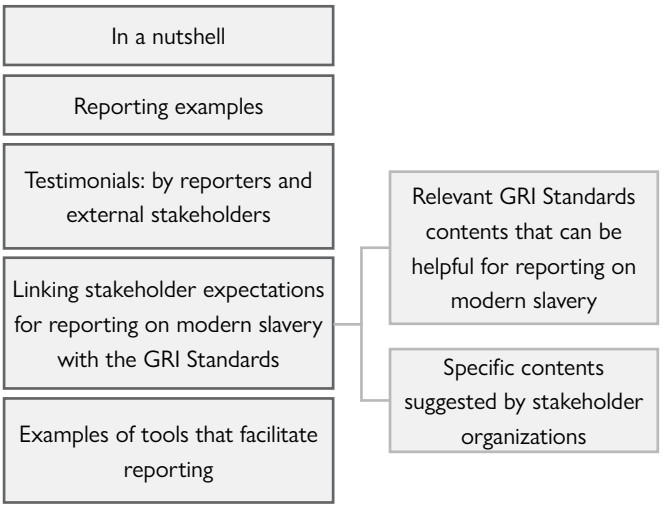 In a nutshell
Reporting examples
Testimonials: by reporters and
external stakeholders
Linking stakeholder expectations
for reporting on modern slavery
with the GRI Standards
Examples of tools that facilitate
reporting
Relevant GRI Standards
contents that can be
helpful for reporting on
modern slavery
Specific contents
suggested by stakeholder
organizations